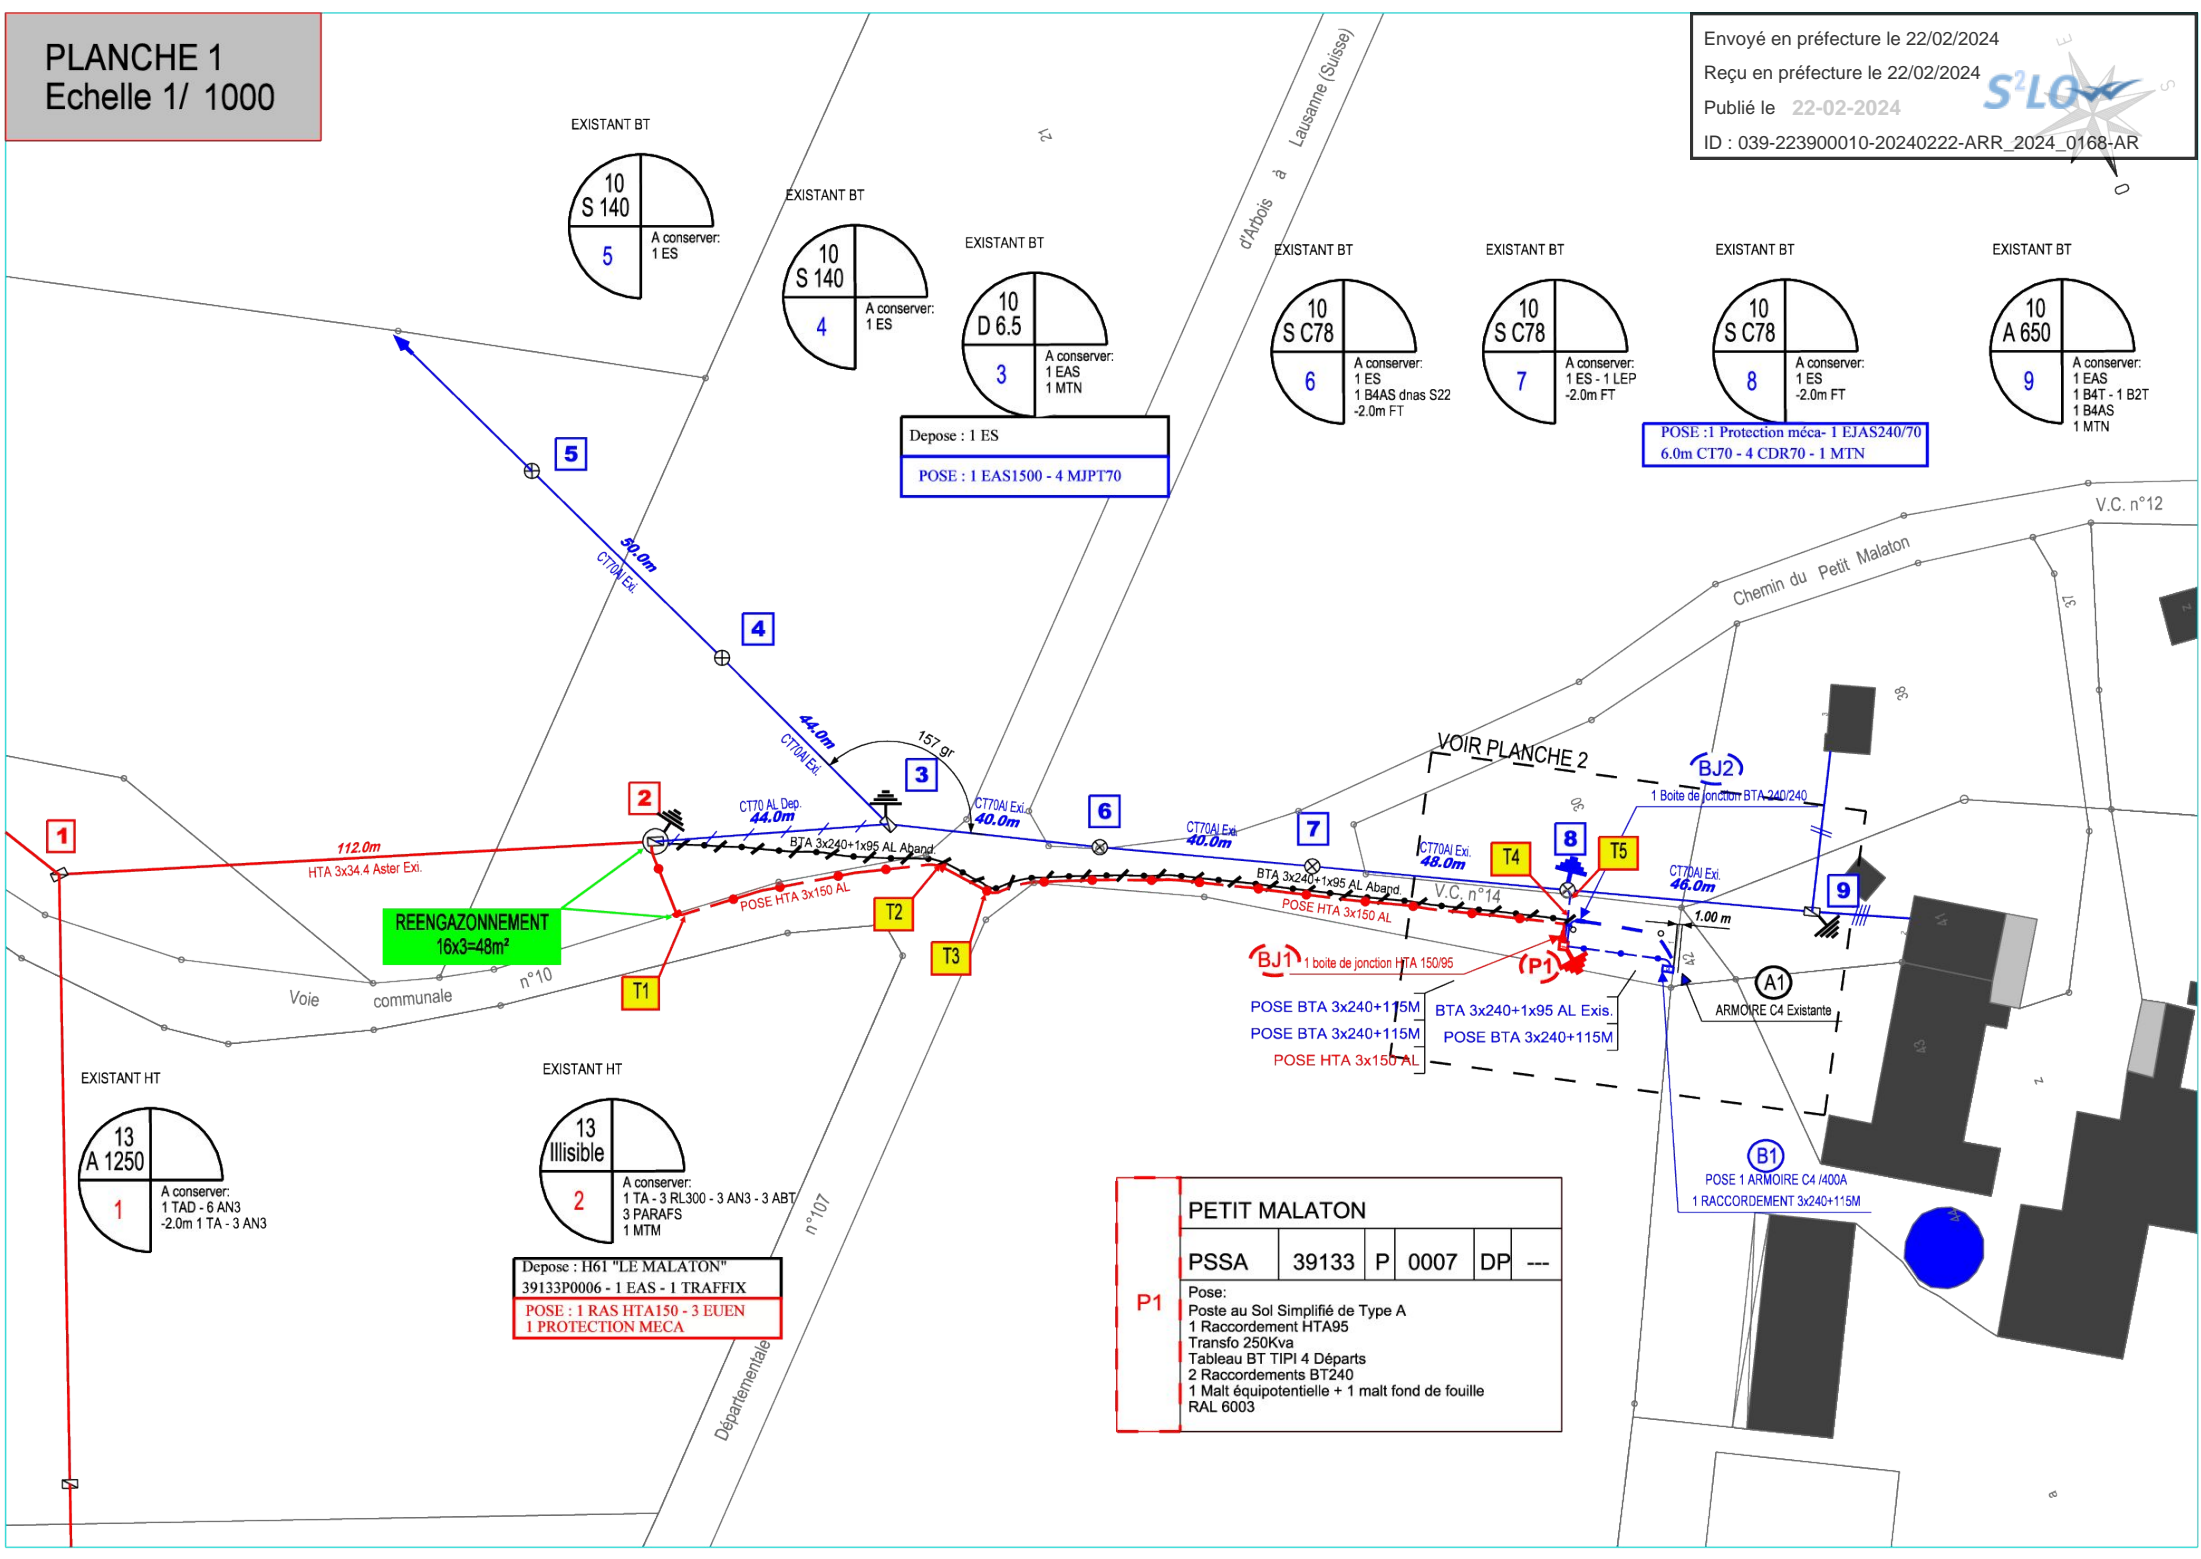 PLANCHE 1
Echelle 1/ 1000
Envoyé en préfecture le 22/02/2024
Reçu en préfecture le 22/02/2024
Publié le 22-02-2024
S²LO
ID : 039-223900010-20240222-ARR_2024_0168-AR
E
S
O
EXISTANT BT
10
S 140
5
A conserver:
1 ES
EXISTANT BT
10
S 140
4
A conserver:
1 ES
EXISTANT BT
10
D 6.5
3
A conserver:
1 EAS
1 MTN
Depose : 1 ES
POSE : 1 EAS1500 - 4 MJPT70
EXISTANT BT
10
S C78
6
A conserver:
1 ES
1 B4AS dnas S22
-2.0m FT
EXISTANT BT
10
S C78
7
A conserver:
1 ES - 1 LEP
-2.0m FT
EXISTANT BT
10
S C78
8
A conserver:
1 ES
-2.0m FT
POSE :1 Protection méca- 1 EJAS240/70
6.0m CT70 - 4 CDR70 - 1 MTN
EXISTANT BT
10
A 650
9
A conserver:
1 EAS
1 B4T - 1 B2T
1 B4AS
1 MTN
21
d'Arbois à Lausanne (Suisse)
V.C. n°12
Chemin du Petit Malaton
37
z
38
5
50.0m
CT70Al Exi.
4
44.0m
CT70Al Exi.
157 gr
3
2
CT70 AL Dep.
44.0m
BTA 3x240+1x95 AL Aband.
CT70Al Exi.
40.0m
6
CT70Al Exi.
40.0m
7
VOIR PLANCHE 2
BJ2
1 Boite de jonction BTA 240/240
30
8
T4
T5
CT70Al Exi.
48.0m
CT70Al Exi.
46.0m
9
1
112.0m
HTA 3x34.4 Aster Exi.
POSE HTA 3x150 AL
REENGAZONNEMENT
16x3=48m²
T1
T2
T3
BTA 3x240+1x95 AL Aband.
POSE HTA 3x150 AL
V.C. n°14
1.00 m
BJ1
1 boite de jonction HTA 150/95
(P1)
42
A1
ARMOIRE C4 Existante
41
43
z
Voie communale n°10
POSE BTA 3x240+115M
POSE BTA 3x240+115M
POSE HTA 3x150 AL
BTA 3x240+1x95 AL Exis.
POSE BTA 3x240+115M
B1
POSE 1 ARMOIRE C4 /400A
1 RACCORDEMENT 3x240+115M
44
EXISTANT HT
13
A 1250
1
A conserver:
1 TAD - 6 AN3
-2.0m 1 TA - 3 AN3
EXISTANT HT
13
Illisible
2
A conserver:
1 TA - 3 RL300 - 3 AN3 - 3 ABT
3 PARAFS
1 MTM
Depose : H61 "LE MALATON"
39133P0006 - 1 EAS - 1 TRAFFIX
POSE : 1 RAS HTA150 - 3 EUEN
1 PROTECTION MECA
Départementale n°107
P1
PETIT MALATON
PSSA 39133 P 0007 DP ---
Pose:
Poste au Sol Simplifié de Type A
1 Raccordement HTA95
Transfo 250Kva
Tableau BT TIPI 4 Départs
2 Raccordements BT240
1 Malt équipotentielle + 1 malt fond de fouille
RAL 6003
a